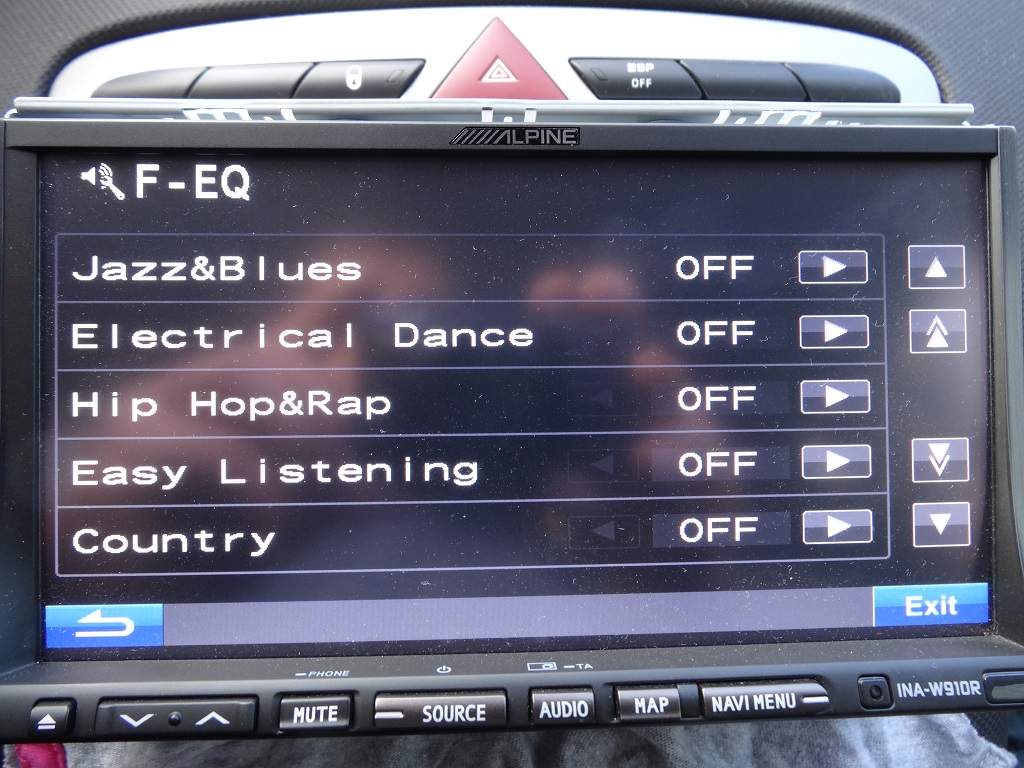 ESP
OFF
ALPINE
F-EQ
Jazz&Blues OFF
Electrical Dance OFF
Hip Hop&Rap OFF
Easy Listening OFF
Country OFF
Exit
PHONE TA
MUTE SOURCE AUDIO MAP NAVI MENU INA-W910R